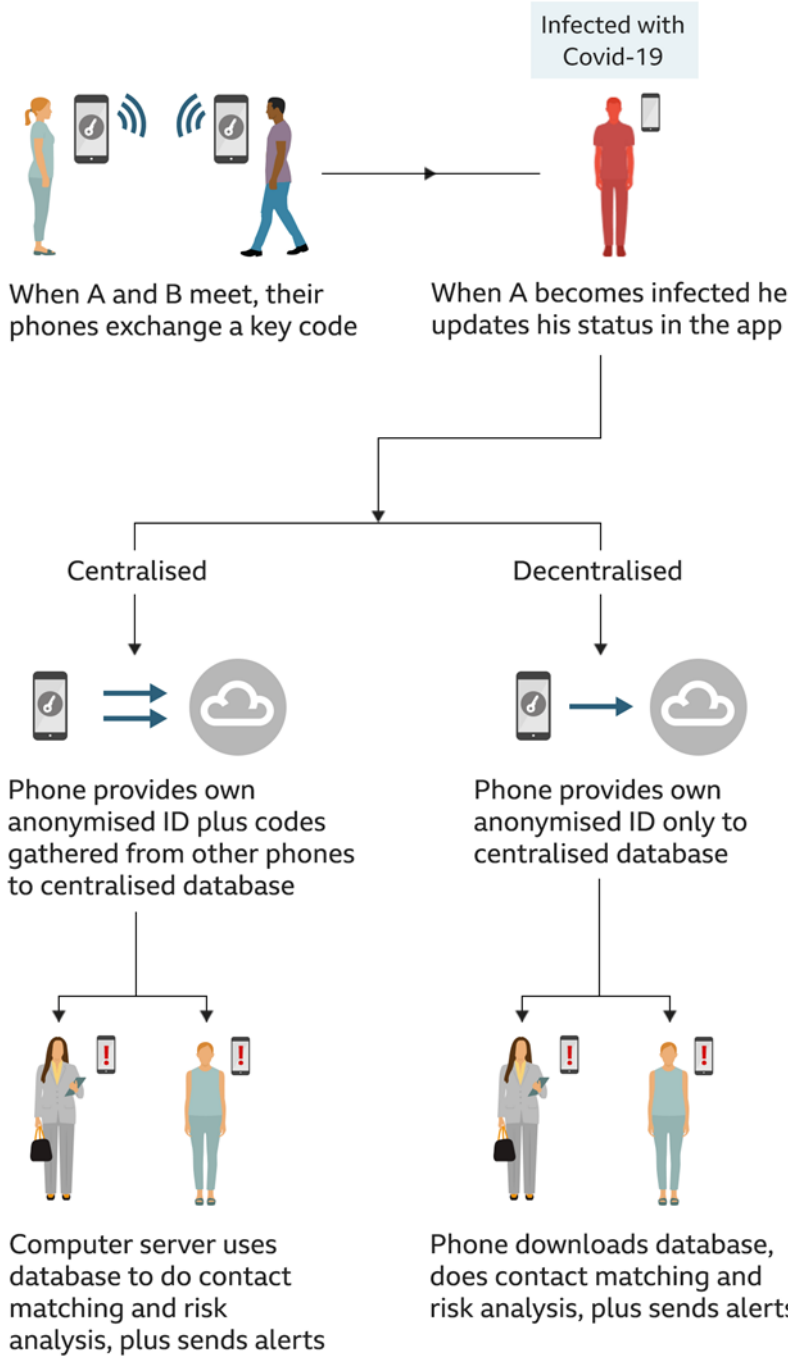 Infected with
Covid-19
When A and B meet, their
phones exchange a key code
When A becomes infected he
updates his status in the app
Centralised
Decentralised
Phone provides own
anonymised ID plus codes
gathered from other phones
to centralised database
Phone provides own
anonymised ID only to
centralised database
Computer server uses
database to do contact
matching and risk
analysis, plus sends alerts
Phone downloads database,
does contact matching and
risk analysis, plus sends alerts